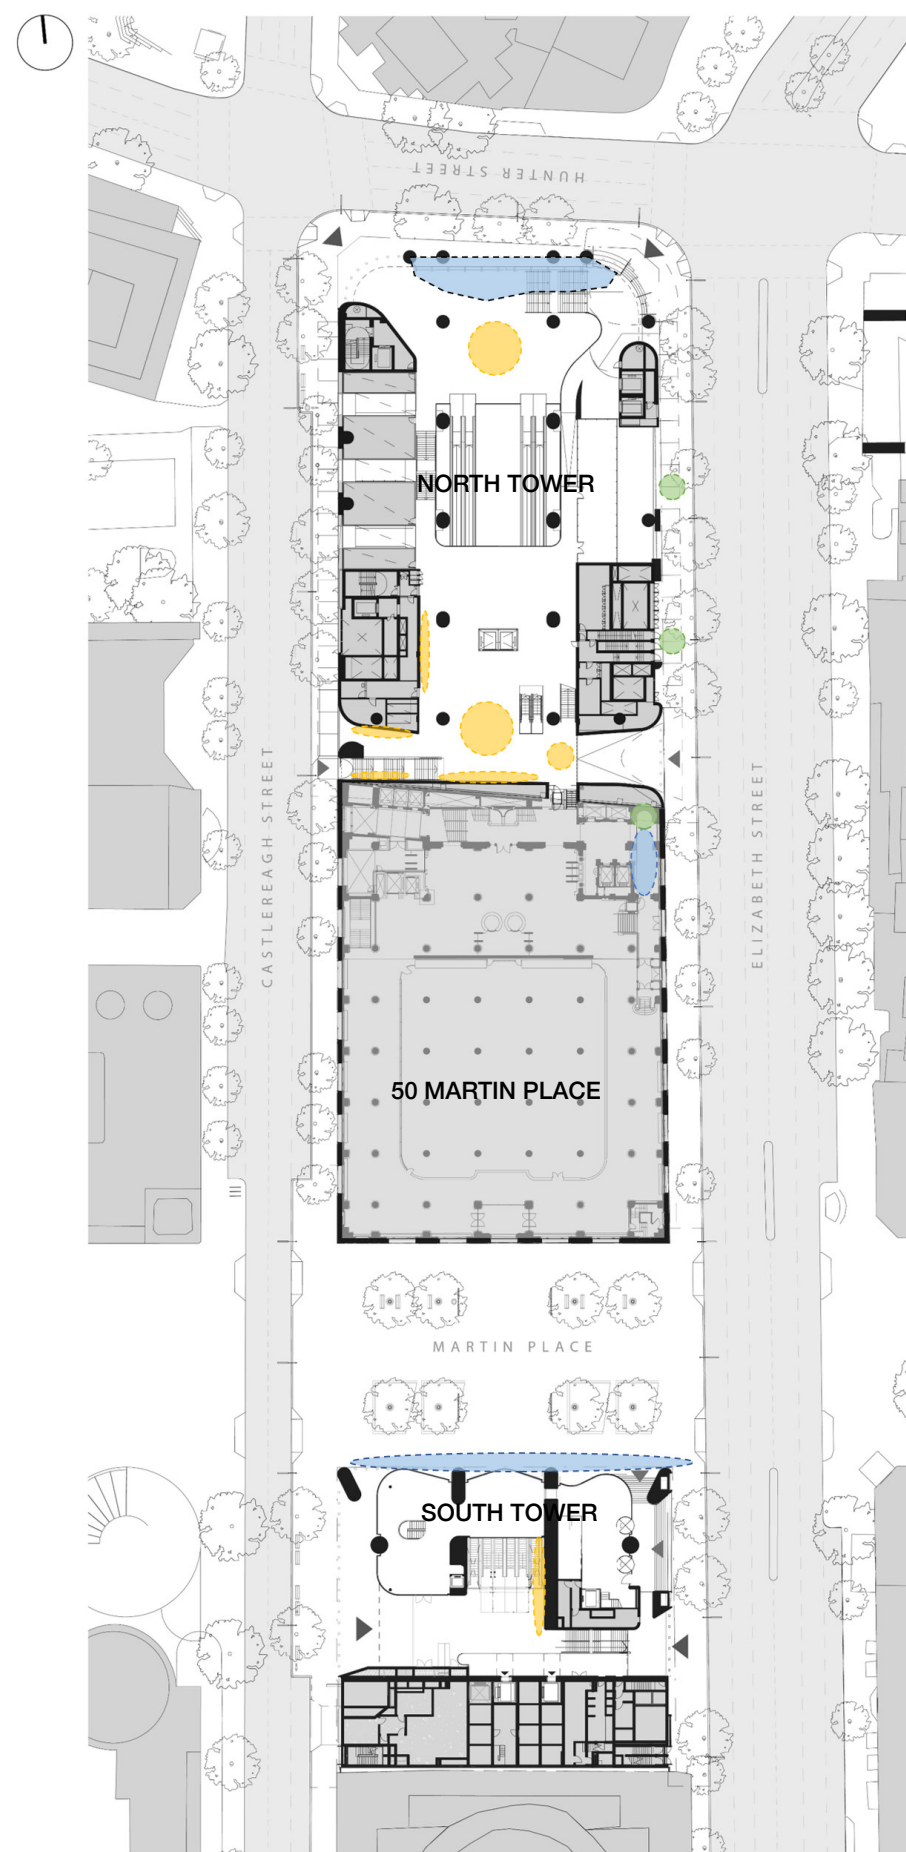 HUNTER STREET
NORTH TOWER
CASTLEREAGH STREET
ELIZABETH STREET
50 MARTIN PLACE
MARTIN PLACE
SOUTH TOWER